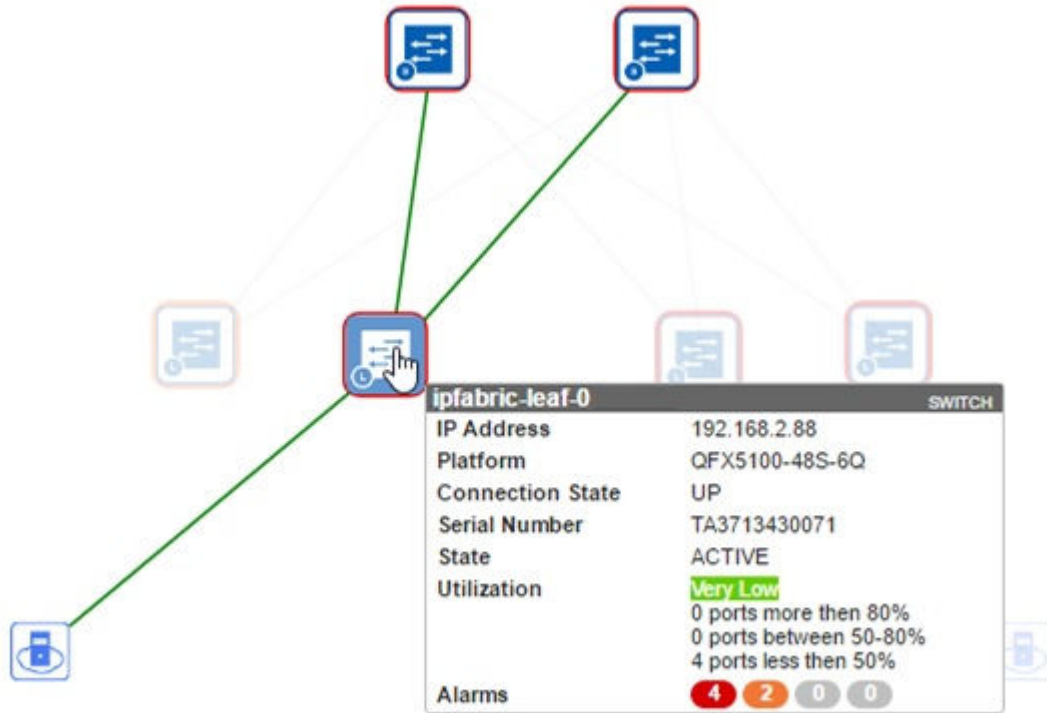 ipfabric-leaf-0 SWITCH
IP Address 192.168.2.88
Platform QFX5100-48S-6Q
Connection State UP
Serial Number TA3713430071
State ACTIVE
Utilization Very Low
0 ports more then 80%
0 ports between 50-80%
4 ports less then 50%
Alarms 4 2 0 0